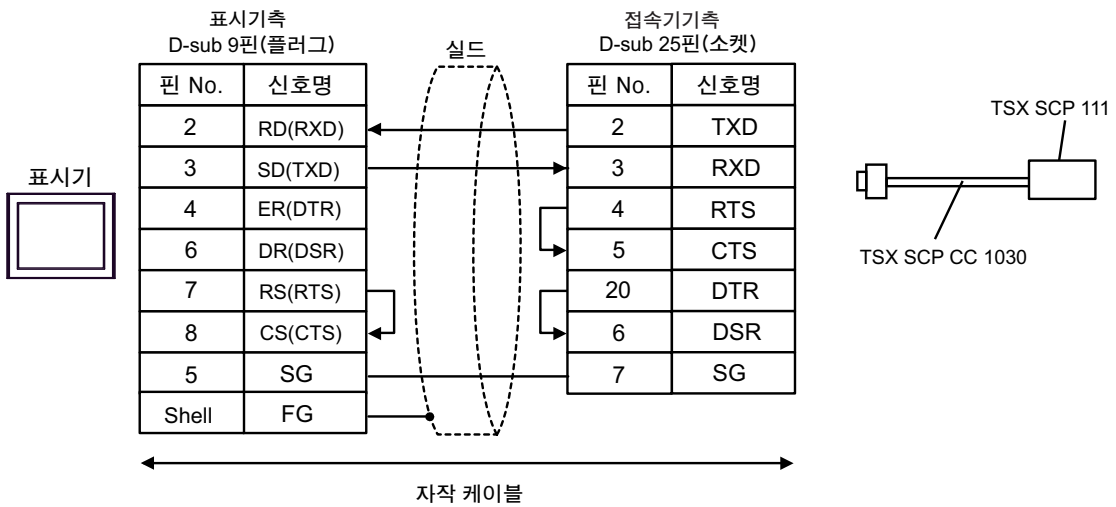 표시기측
D-sub 9핀(플러그)
실드
접속기기측
D-sub 25핀(소켓)
핀 No. 신호명
2 RD(RXD)
3 SD(TXD)
4 ER(DTR)
6 DR(DSR)
7 RS(RTS)
8 CS(CTS)
5 SG
Shell FG
핀 No. 신호명
2 TXD
3 RXD
4 RTS
5 CTS
20 DTR
6 DSR
7 SG
표시기
TSX SCP 111
TSX SCP CC 1030
자작 케이블